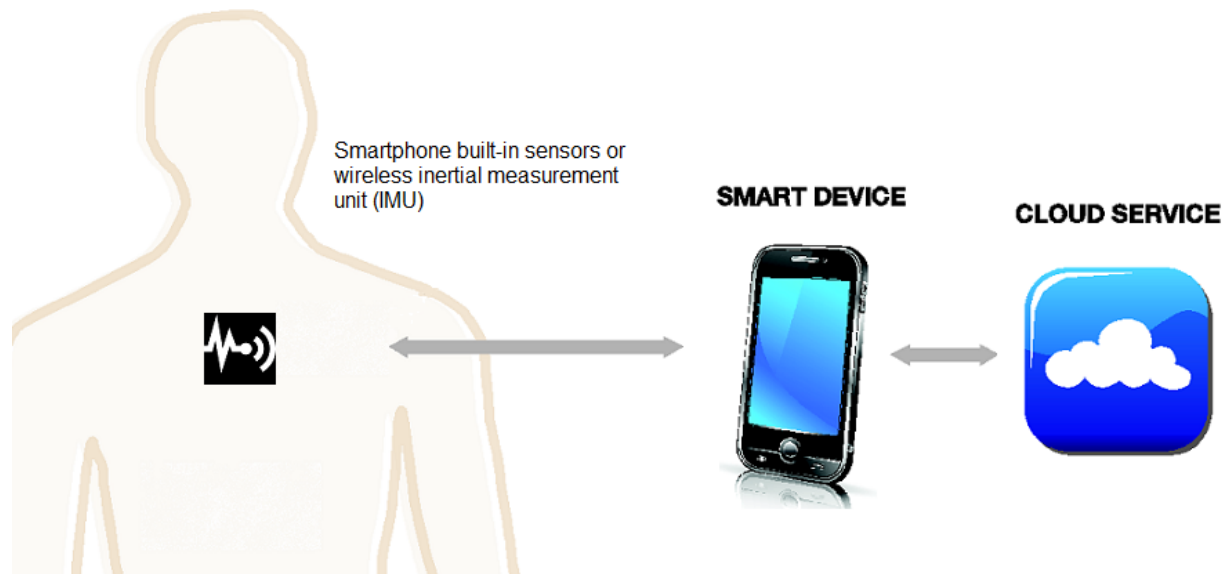 Smartphone built-in sensors or
wireless inertial measurement
unit (IMU)
SMART DEVICE
CLOUD SERVICE